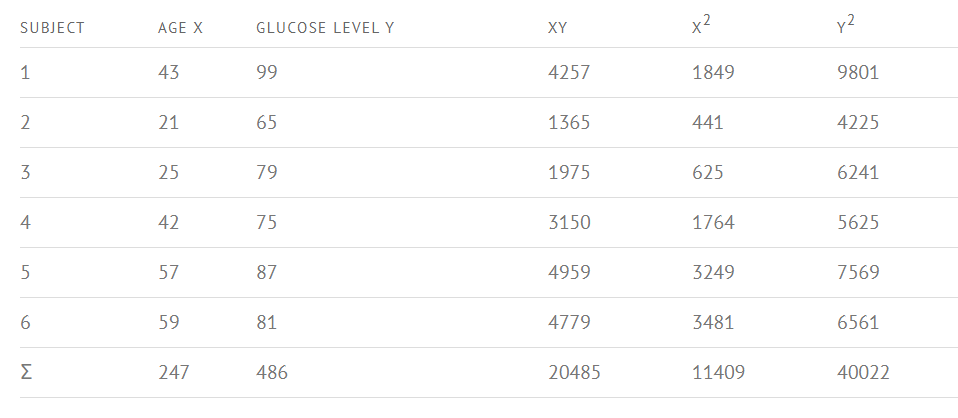 SUBJECT AGE X GLUCOSE LEVEL Y XY X² Y²
1 43 99 4257 1849 9801
2 21 65 1365 441 4225
3 25 79 1975 625 6241
4 42 75 3150 1764 5625
5 57 87 4959 3249 7569
6 59 81 4779 3481 6561
Σ 247 486 20485 11409 40022